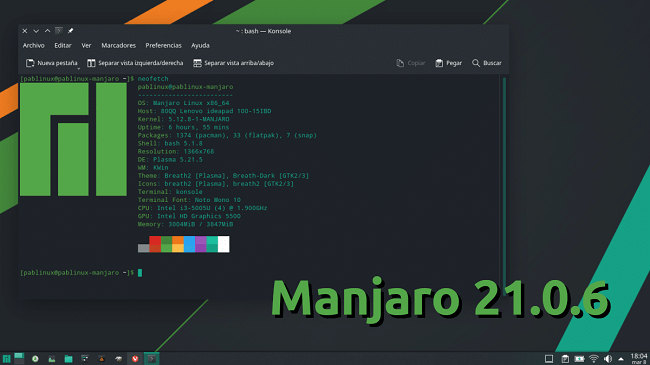 ~ : bash — Konsole
Archivo Editar Ver Marcadores Preferencias Ayuda
Nueva pestaña Separar vista izquierda/derecha Separar vista arriba/abajo Copiar Pegar Buscar
[pablinux@pablinux-manjaro ~]$ neofetch
pablinux@pablinux-manjaro
-------------------------
OS: Manjaro Linux x86_64
Host: 80QQ Lenovo ideapad 100-15IBD
Kernel: 5.12.8-1-MANJARO
Uptime: 6 hours, 55 mins
Packages: 1374 (pacman), 33 (flatpak), 7 (snap)
Shell: bash 5.1.8
Resolution: 1366x768
DE: Plasma 5.21.5
WM: KWin
Theme: Breath2 [Plasma], Breath-Dark [GTK2/3]
Icons: breath2 [Plasma], breath2 [GTK2/3]
Terminal: konsole
Terminal Font: Noto Mono 10
CPU: Intel i3-5005U (4) @ 1.900GHz
GPU: Intel HD Graphics 5500
Memory: 3004MiB / 3847MiB
[pablinux@pablinux-manjaro ~]$
Manjaro 21.0.6
18:04
mar 8